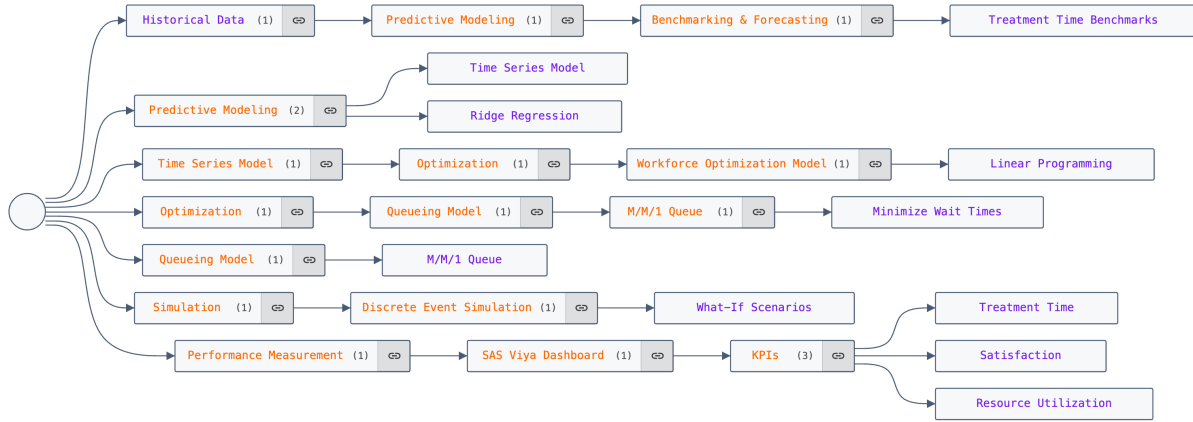 Historical Data (1)
Predictive Modeling (1)
Benchmarking & Forecasting (1)
Treatment Time Benchmarks
Predictive Modeling (2)
Time Series Model
Ridge Regression
Time Series Model (1)
Optimization (1)
Workforce Optimization Model (1)
Linear Programming
Optimization (1)
Queueing Model (1)
M/M/1 Queue (1)
Minimize Wait Times
Queueing Model (1)
M/M/1 Queue
Simulation (1)
Discrete Event Simulation (1)
What-If Scenarios
Performance Measurement (1)
SAS Viya Dashboard (1)
KPIs (3)
Treatment Time
Satisfaction
Resource Utilization